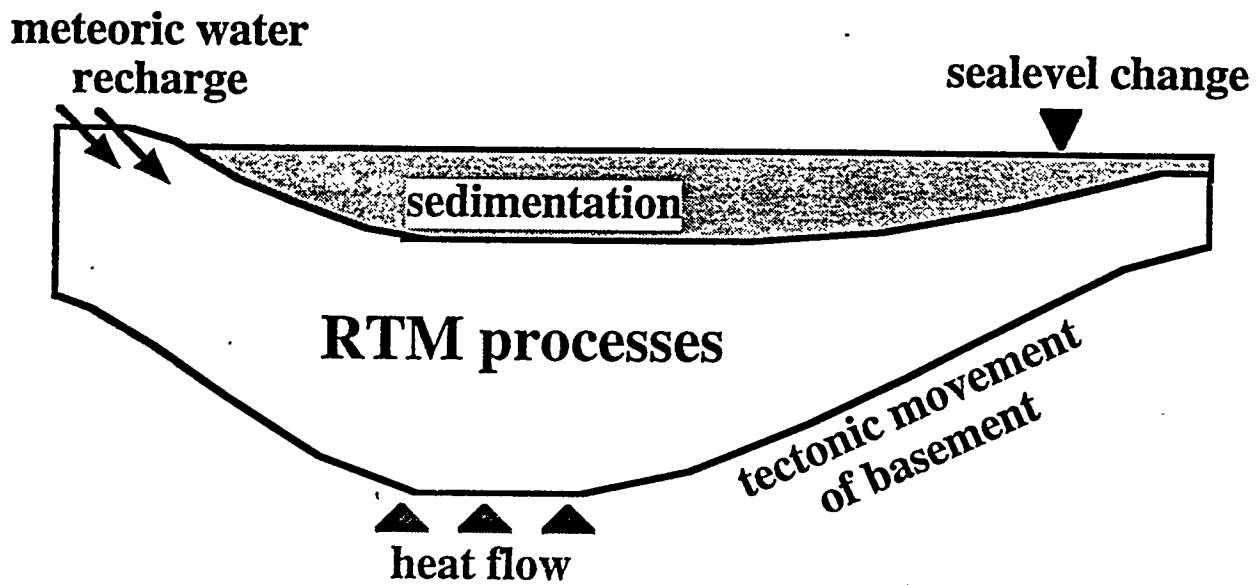 meteoric water
recharge
sealevel change
sedimentation
RTM processes
tectonic movement
of basement
heat flow